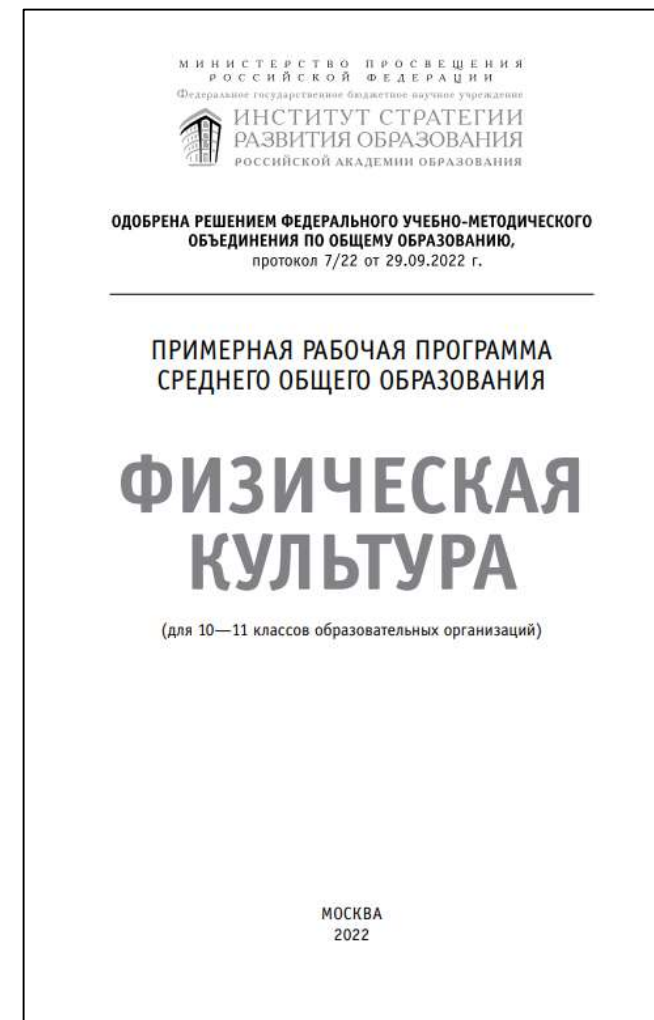 МИНИСТЕРСТВО ПРОСВЕЩЕНИЯ
РОССИЙСКОЙ ФЕДЕРАЦИИ
Федеральное государственное бюджетное научное учреждение
ИНСТИТУТ СТРАТЕГИИ
РАЗВИТИЯ ОБРАЗОВАНИЯ
РОССИЙСКОЙ АКАДЕМИИ ОБРАЗОВАНИЯ
ОДОБРЕНА РЕШЕНИЕМ ФЕДЕРАЛЬНОГО УЧЕБНО-МЕТОДИЧЕСКОГО
ОБЪЕДИНЕНИЯ ПО ОБЩЕМУ ОБРАЗОВАНИЮ,
протокол 7/22 от 29.09.2022 г.
ПРИМЕРНАЯ РАБОЧАЯ ПРОГРАММА
СРЕДНЕГО ОБЩЕГО ОБРАЗОВАНИЯ
ФИЗИЧЕСКАЯ
КУЛЬТУРА
(для 10—11 классов образовательных организаций)
МОСКВА
2022